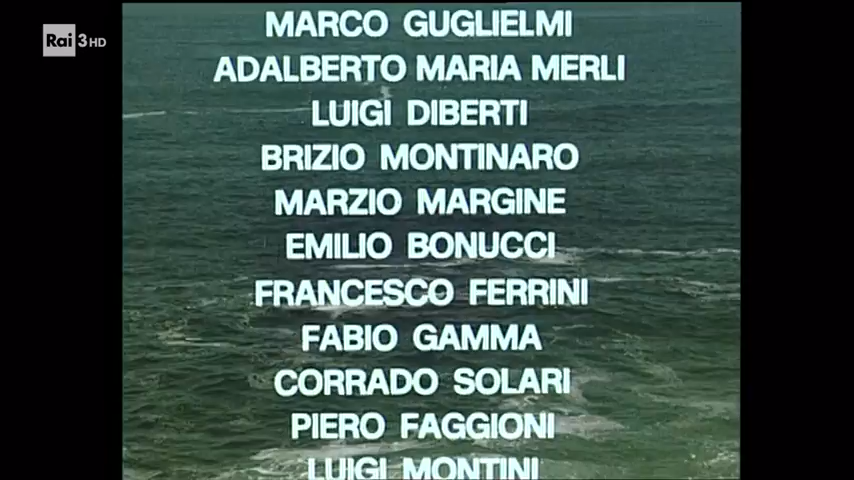 Rai 3 HD
MARCO GUGLIELMI
ADALBERTO MARIA MERLI
LUIGI DIBERTI
BRIZIO MONTINARO
MARZIO MARGINE
EMILIO BONUCCI
FRANCESCO FERRINI
FABIO GAMMA
CORRADO SOLARI
PIERO FAGGIONI
LUIGI MONTINI